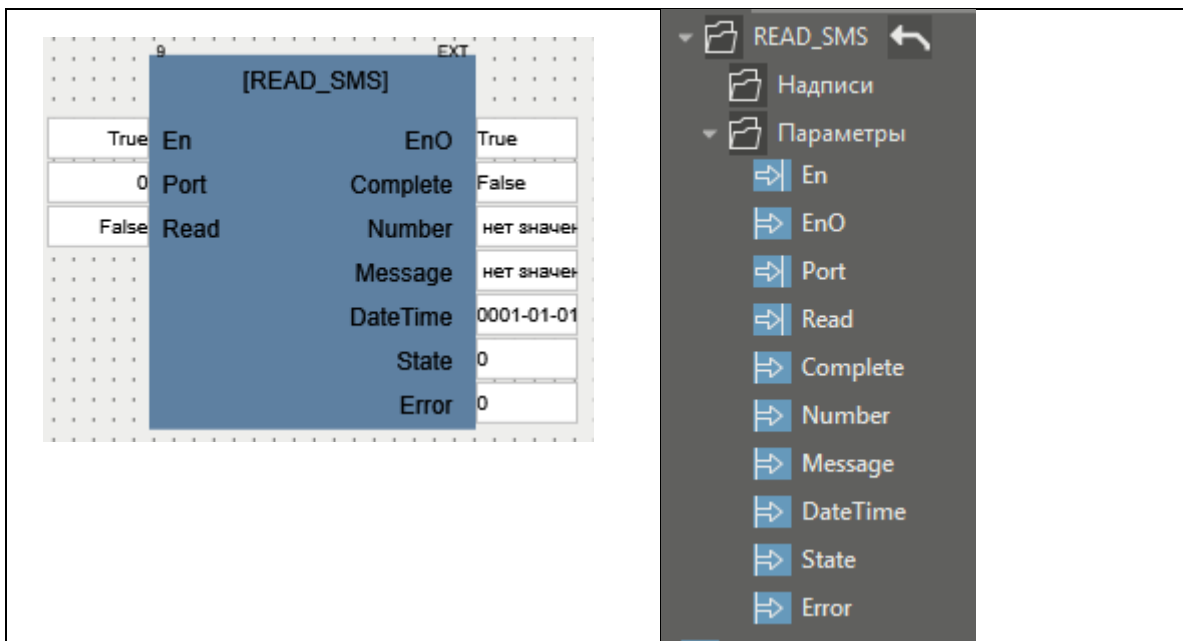 9 EXT
[READ_SMS]
True En EnO True
0 Port Complete False
False Read Number нет значен
Message нет значен
DateTime 0001-01-01
State 0
Error 0
READ_SMS
Надписи
Параметры
En
EnO
Port
Read
Complete
Number
Message
DateTime
State
Error